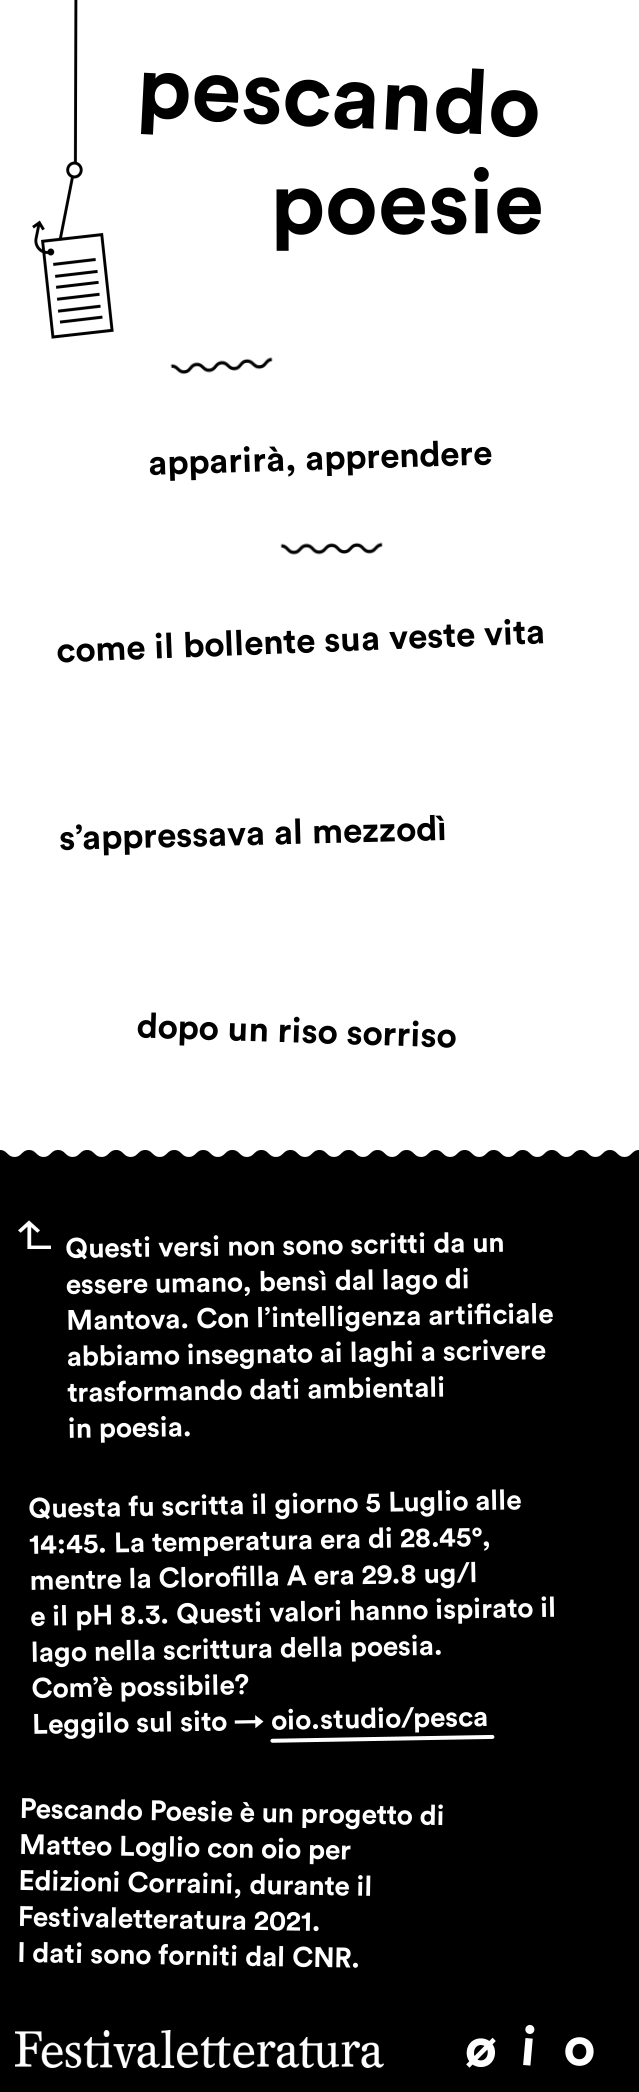 pescando
poesie
apparirà, apprendere
come il bollente sua veste vita
s’appressava al mezzodì
dopo un riso sorriso
Questi versi non sono scritti da un
essere umano, bensì dal lago di
Mantova. Con l’intelligenza artificiale
abbiamo insegnato ai laghi a scrivere
trasformando dati ambientali
in poesia.
Questa fu scritta il giorno 5 Luglio alle
14:45. La temperatura era di 28.45°,
mentre la Clorofilla A era 29.8 ug/l
e il pH 8.3. Questi valori hanno ispirato il
lago nella scrittura della poesia.
Com’è possibile?
Leggilo sul sito → oio.studio/pesca
Pescando Poesie è un progetto di
Matteo Loglio con oio per
Edizioni Corraini, durante il
Festivaletteratura 2021.
I dati sono forniti dal CNR.
Festivaletteratura ø i o